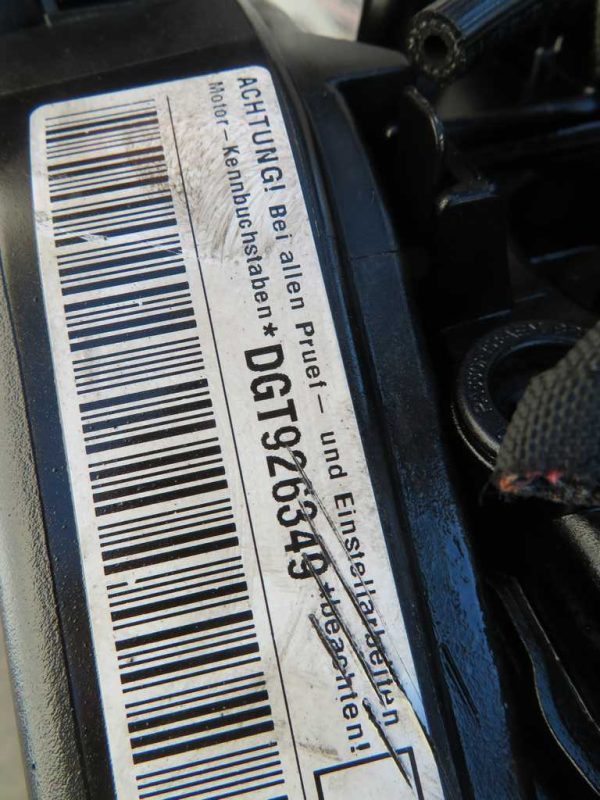 ACHTUNG! Bei allen Pruef- und Einstellarbeiten
Motor-Kennbuchstaben*DGT926349*beachten!